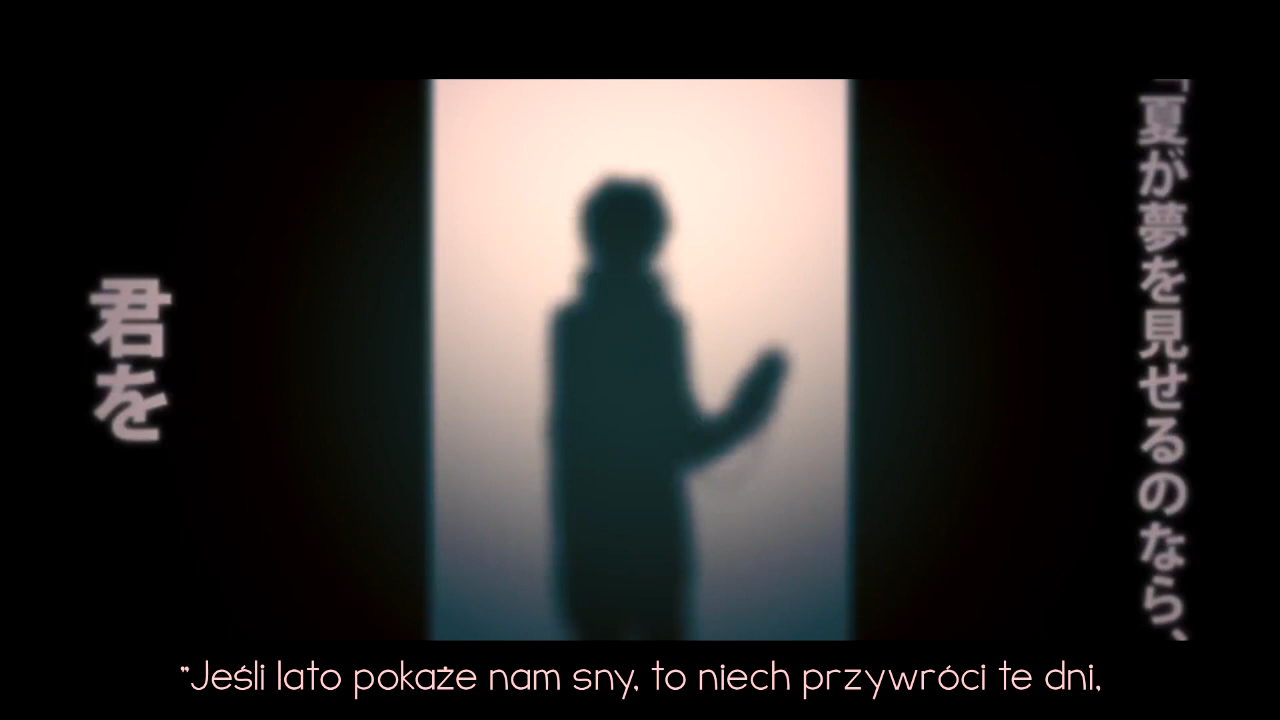 「夏が夢を見せるのなら、
君を
"Jeśli lato pokaże nam sny, to niech przywróci te dni,